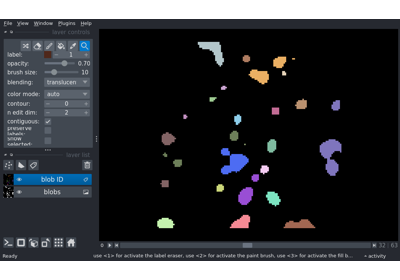 File View Window Plugins Help
layer controls
label: 1
opacity: 0.70
brush size: 10
blending: translucen
color mode: auto
contour: 0
n edit dim: 2
contiguous:
preserve labels:
show selected:
layer list
blob ID
blobs
32 63
Ready
use <1> for activate the label eraser, use <2> for activate the paint brush, use <3> for activate the fill b...
activity